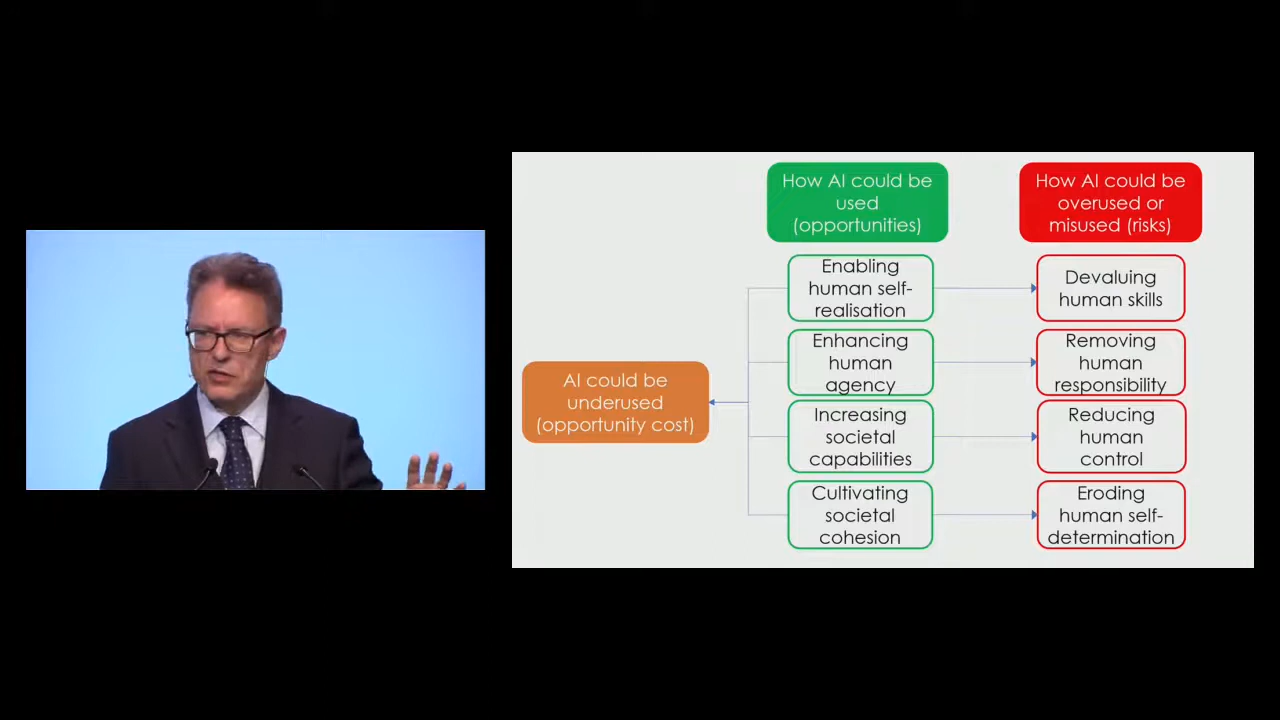 How AI could be
used
(opportunities)
How AI could be
overused or
misused (risks)
Enabling
human self-
realisation
Devaluing
human skills
Enhancing
human
agency
Removing
human
responsibility
AI could be
underused
(opportunity cost)
Increasing
societal
capabilities
Reducing
human
control
Cultivating
societal
cohesion
Eroding
human self-
determination